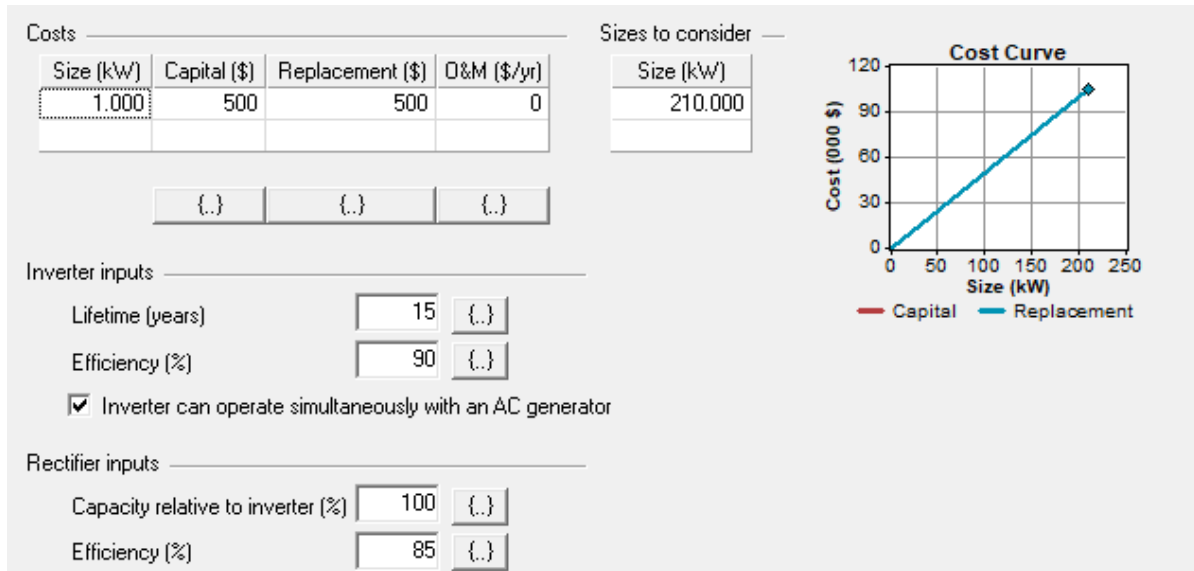 Costs
Sizes to consider
Size (kW) Capital ($) Replacement ($) O&M ($/yr)
1.000 500 500 0
{..} {..} {..}
Size (kW)
210.000
Cost Curve
Cost (000 $)
120
90
60
30
0
0 50 100 150 200 250
Size (kW)
Capital Replacement
Inverter inputs
Lifetime (years) 15 {..}
Efficiency (%) 90 {..}
Inverter can operate simultaneously with an AC generator
Rectifier inputs
Capacity relative to inverter (%) 100 {..}
Efficiency (%) 85 {..}